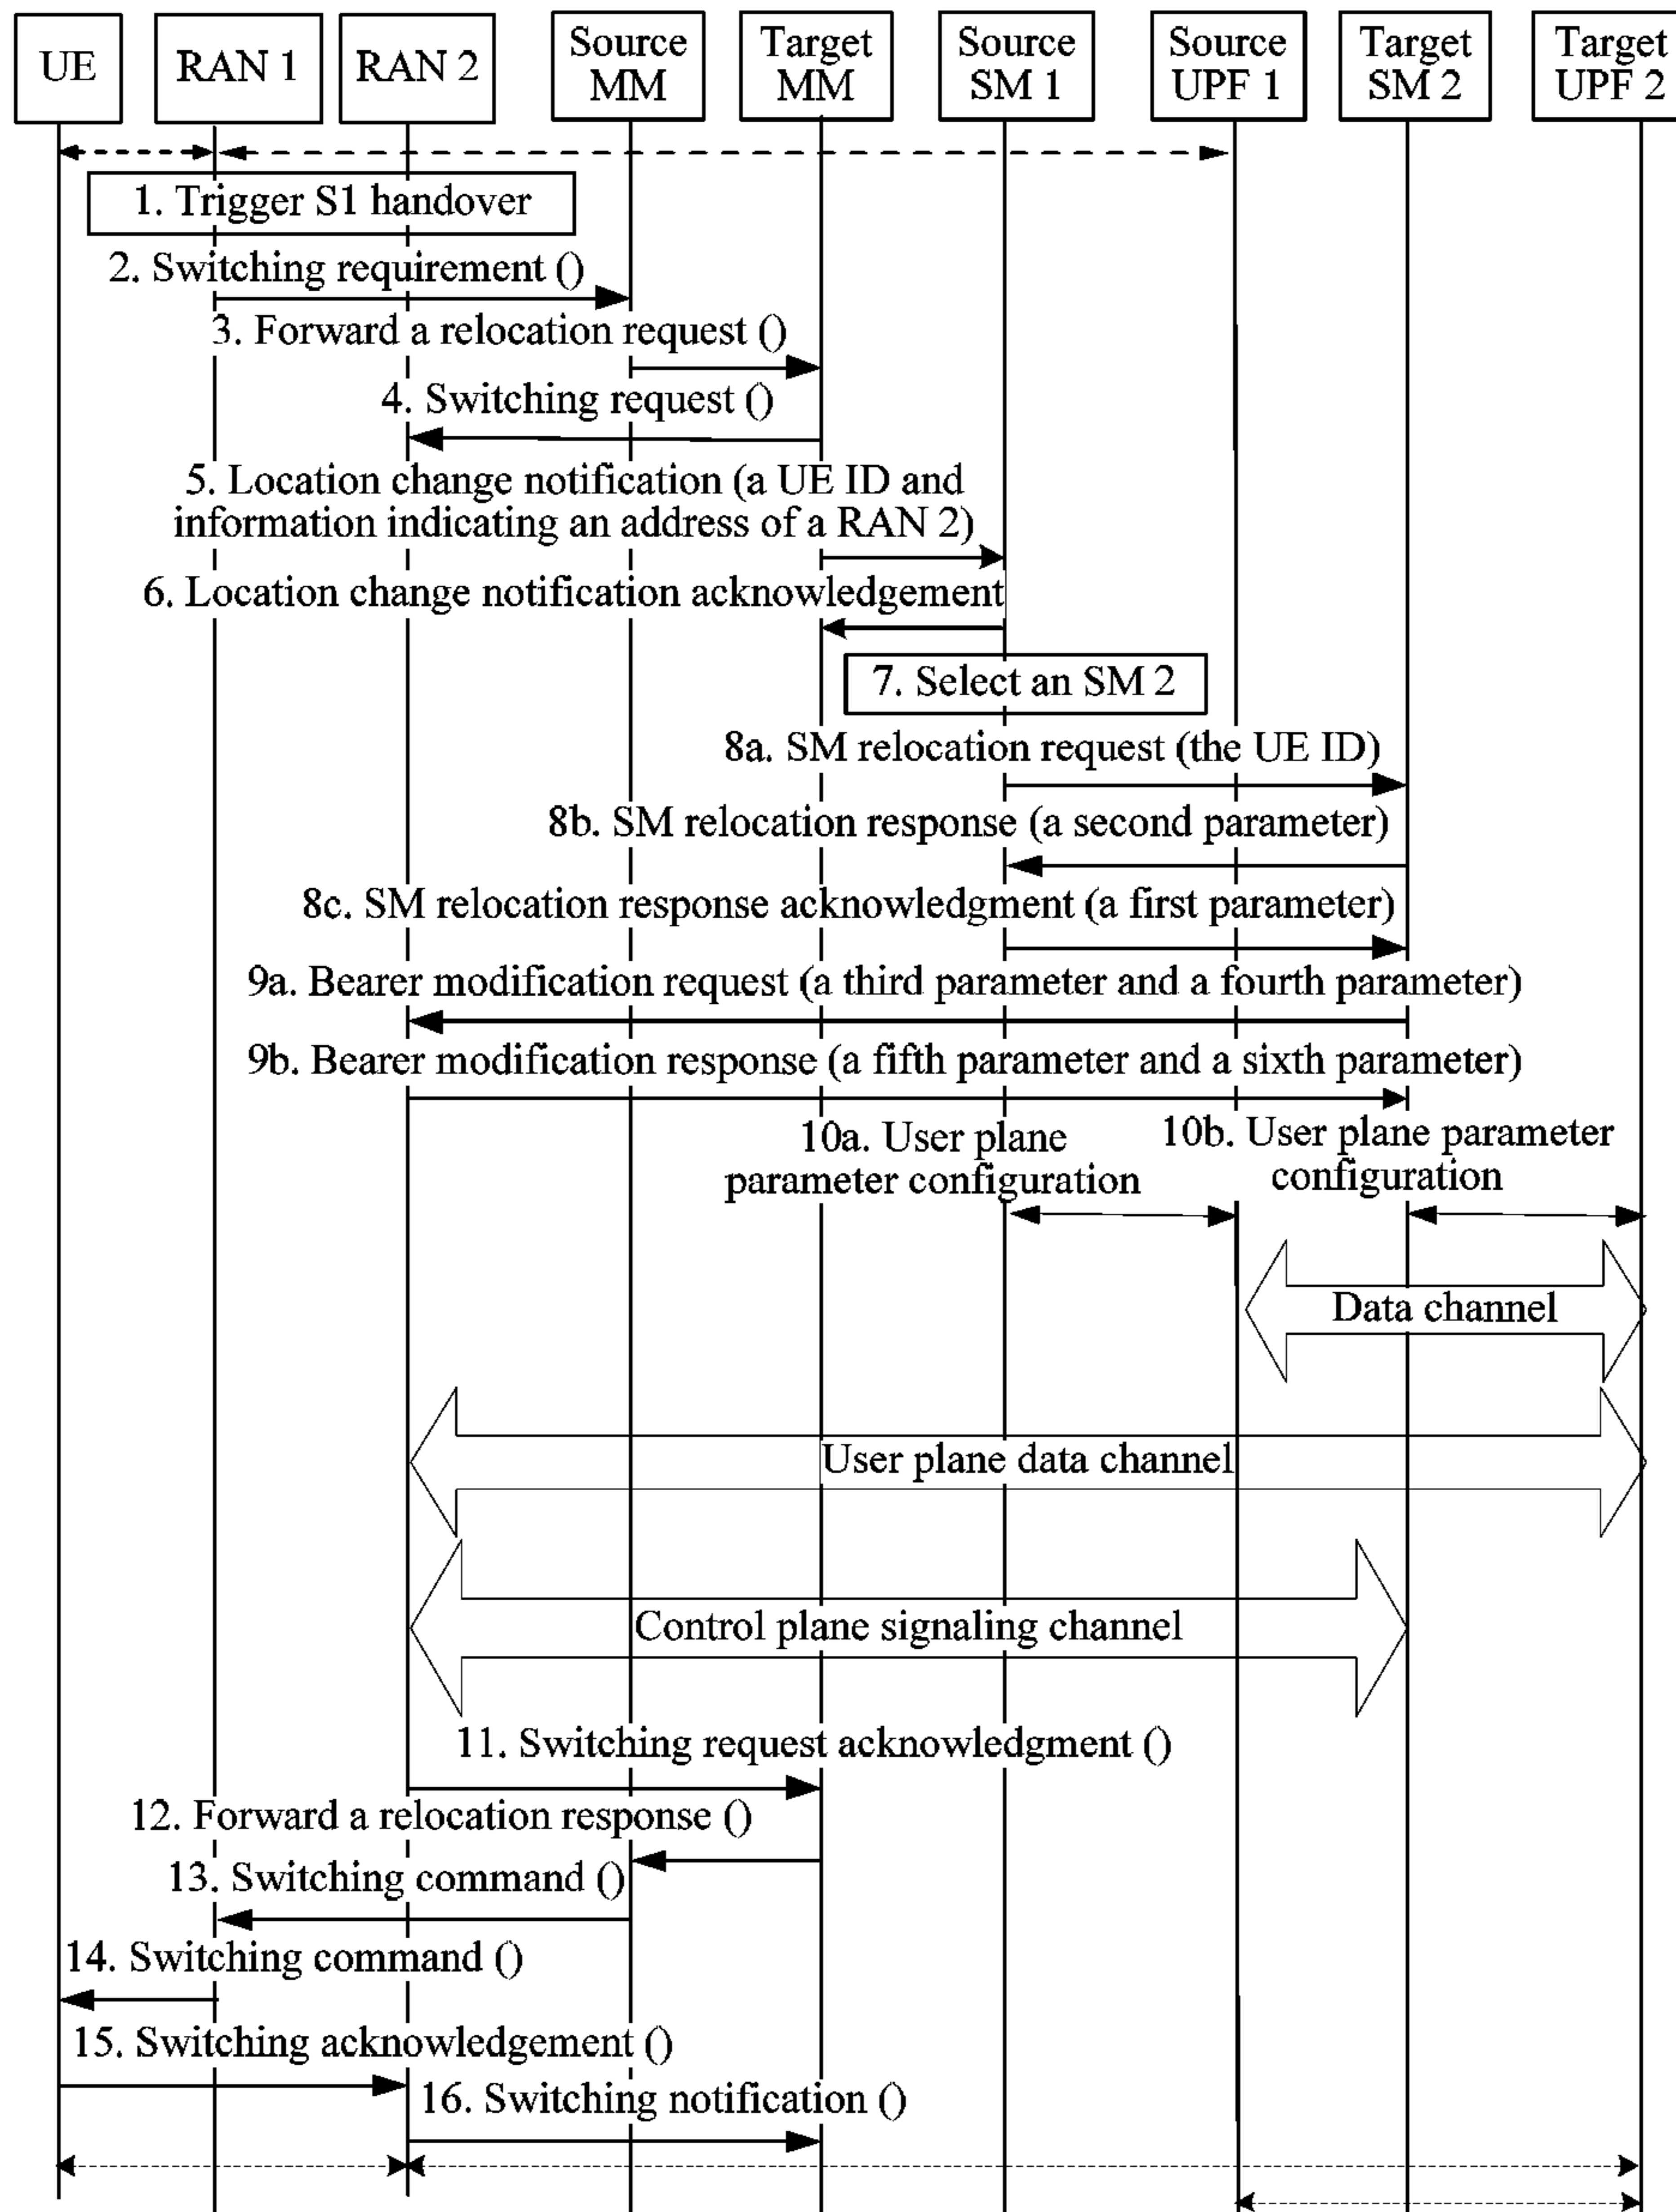 UE
RAN 1
RAN 2
Source
MM
Target
MM
Source
SM 1
Source
UPF 1
Target
SM 2
Target
UPF 2
1. Trigger S1 handover
2. Switching requirement ()
3. Forward a relocation request ()
4. Switching request ()
5. Location change notification (a UE ID and
information indicating an address of a RAN 2)
6. Location change notification acknowledgement
7. Select an SM 2
8a. SM relocation request (the UE ID)
8b. SM relocation response (a second parameter)
8c. SM relocation response acknowledgment (a first parameter)
9a. Bearer modification request (a third parameter and a fourth parameter)
9b. Bearer modification response (a fifth parameter and a sixth parameter)
10a. User plane
parameter configuration
10b. User plane parameter
configuration
Data channel
User plane data channel
Control plane signaling channel
11. Switching request acknowledgment ()
12. Forward a relocation response ()
13. Switching command ()
14. Switching command ()
15. Switching acknowledgement ()
16. Switching notification ()